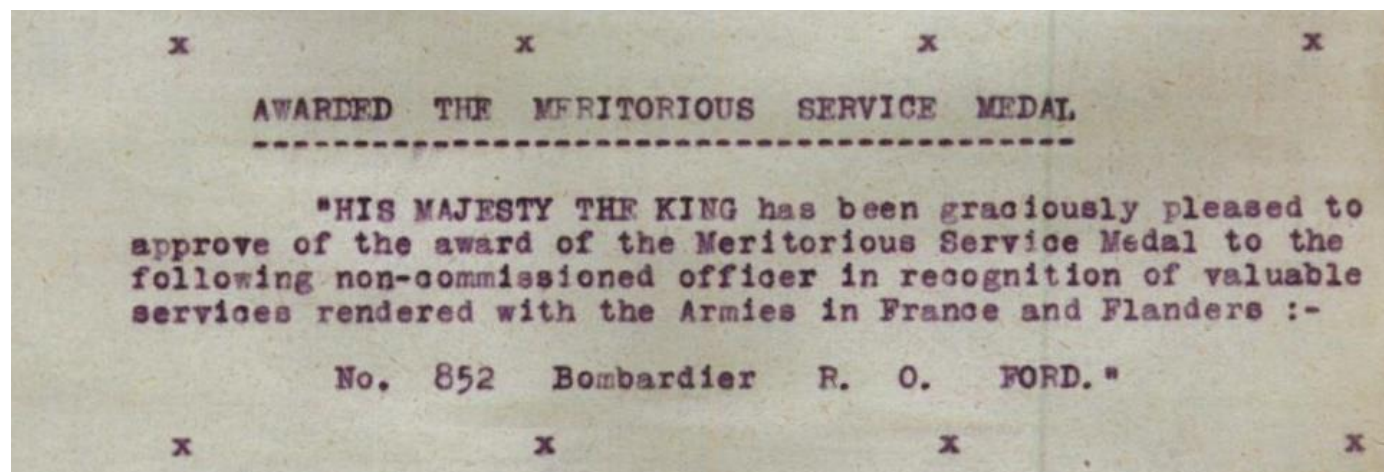 x x x x
AWARDED THE MERITORIOUS SERVICE MEDAL
-----------------------------------------
"HIS MAJESTY THE KING has been graciously pleased to
approve of the award of the Meritorious Service Medal to the
following non-commissioned officer in recognition of valuable
services rendered with the Armies in France and Flanders :-
No. 852 Bombardier R. O. FORD."
x x x x